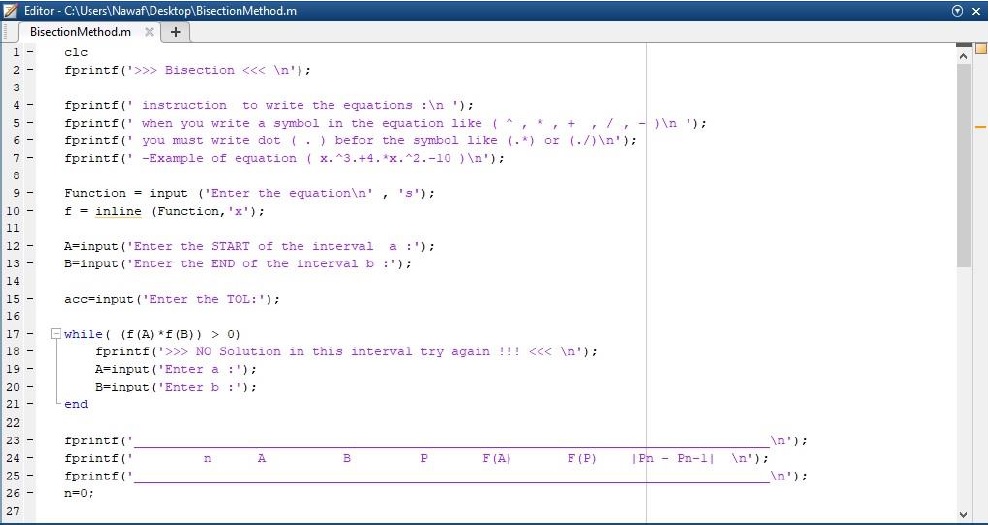 Editor - C:\Users\Nawaf\Desktop\BisectionMethod.m
BisectionMethod.m × +
1 - clc
2 - fprintf('>>> Bisection <<< \n');
3
4 - fprintf(' instruction  to write the equations :\n ');
5 - fprintf(' when you write a symbol in the equation like ( ^ , * , +  , / , - )\n ');
6 - fprintf(' you must write dot ( . ) befor the symbol like (.*) or (./)\n');
7 - fprintf(' -Example of equation ( x.^3.+4.*x.^2.-10 )\n');
8
9 - Function = input ('Enter the equation\n' , 's');
10 - f = inline (Function,'x');
11
12 - A=input('Enter the START of the interval  a :');
13 - B=input('Enter the END of the interval b :');
14
15 - acc=input('Enter the TOL:');
16
17 - while( (f(A)*f(B)) > 0)
18 - fprintf('>>> NO Solution in this interval try again !!! <<< \n');
19 - A=input('Enter a :');
20 - B=input('Enter b :');
21 - end
22
23 - fprintf('______________________________________________________________________________\n');
24 - fprintf('         n      A          B         P       F(A)       F(P)    |Pn - Pn-1|  \n');
25 - fprintf('______________________________________________________________________________\n');
26 - n=0;
27